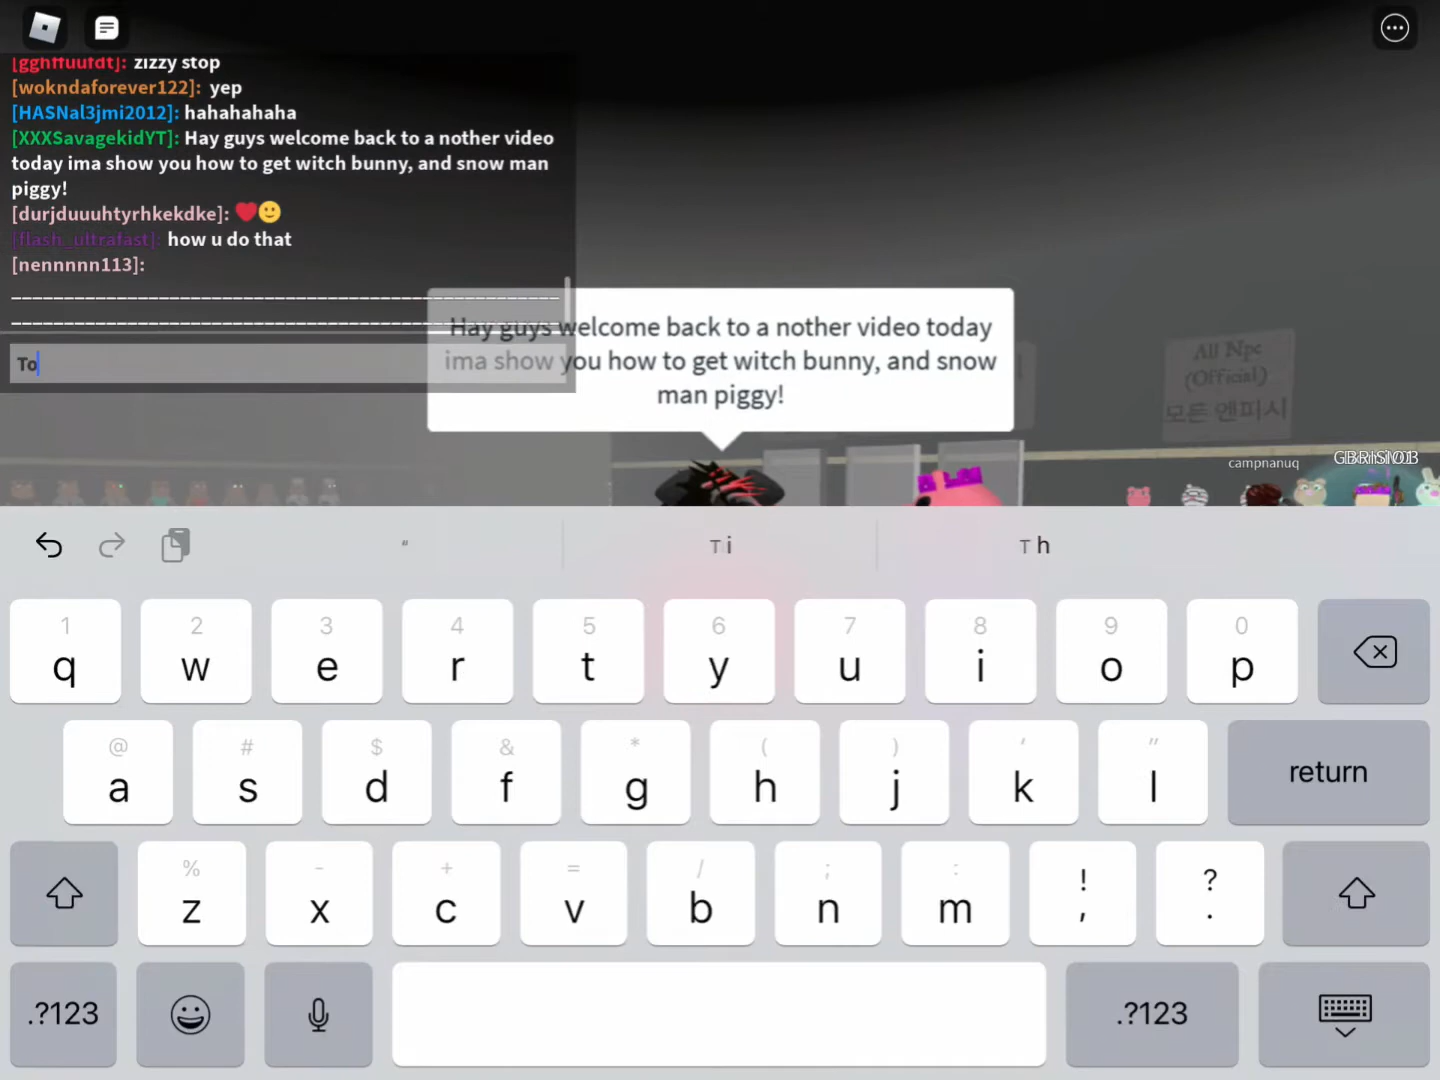 [gghffuufdt]: zizzy stop
[wokndaforever122]: yep
[HASNal3jmi2012]: hahahahaha
[XXXSavagekidYT]: Hay guys welcome back to a nother video
today ima show you how to get witch bunny, and snow man
piggy!
[durjduuuhtyrhkekdke]: ❤️🙂
[flash_ultrafast]: how u do that
[nennnnn113]:
To
Hay guys welcome back to a nother video today
ima show you how to get witch bunny, and snow
man piggy!
All Npc
(Official)
모든 엔피시
campnanuq
“
Ti
Th
1 2 3 4 5 6 7 8 9 0
q w e r t y u i o p
@ # $ & * ( ) ' "
a s d f g h j k l return
% - + = / ; : ! ?
z x c v b n m , .
.?123 .?123